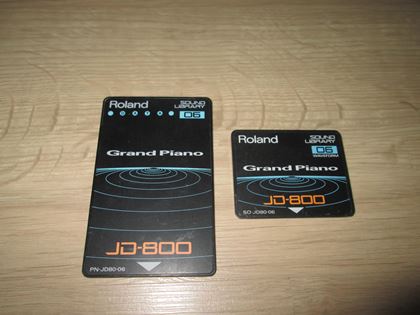 Roland
SOUND
LIBRARY
DATA
06
Grand Piano
JD-800
PN-JD80-06
Roland
SOUND
LIBRARY
06
WAVEFORM
Grand Piano
JD-800
SO-JD80-06